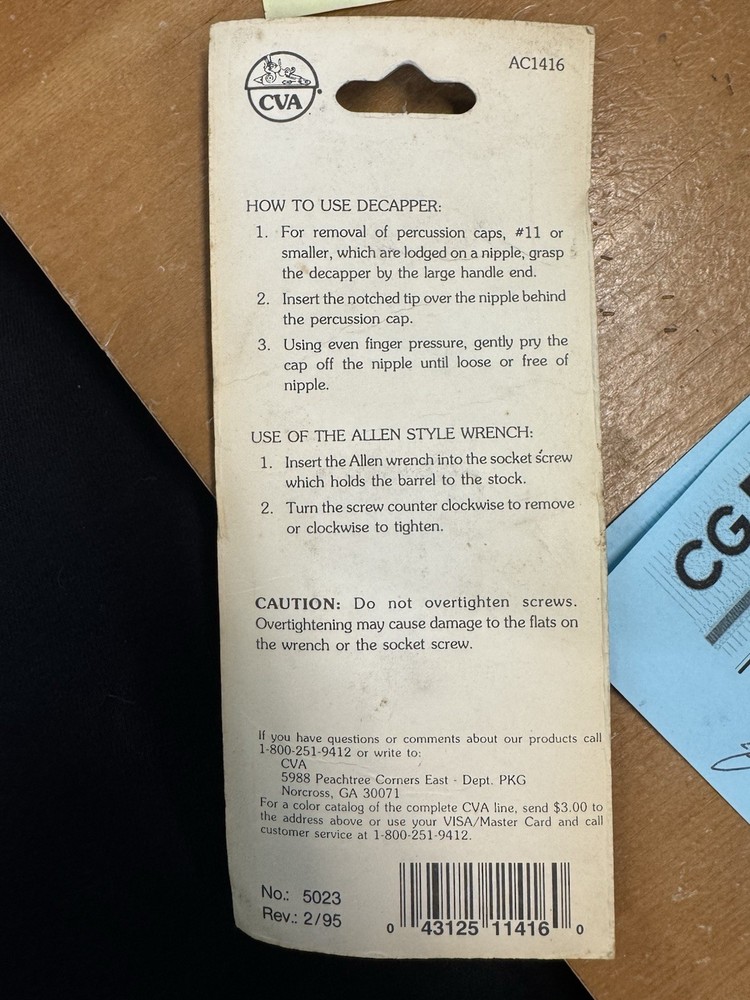 CVA
AC1416
HOW TO USE DECAPPER:
1. For removal of percussion caps, #11 or
smaller, which are lodged on a nipple, grasp
the decapper by the large handle end.
2. Insert the notched tip over the nipple behind
the percussion cap.
3. Using even finger pressure, gently pry the
cap off the nipple until loose or free of
nipple.
USE OF THE ALLEN STYLE WRENCH:
1. Insert the Allen wrench into the socket screw
which holds the barrel to the stock.
2. Turn the screw counter clockwise to remove
or clockwise to tighten.
CAUTION: Do not overtighten screws.
Overtightening may cause damage to the flats on
the wrench or the socket screw.
If you have questions or comments about our products call
1-800-251-9412 or write to:
CVA
5988 Peachtree Corners East - Dept. PKG
Norcross, GA 30071
For a color catalog of the complete CVA line, send $3.00 to
the address above or use your VISA/Master Card and call
customer service at 1-800-251-9412.
No.: 5023
Rev.: 2/95
0 43125 11416 0
CG